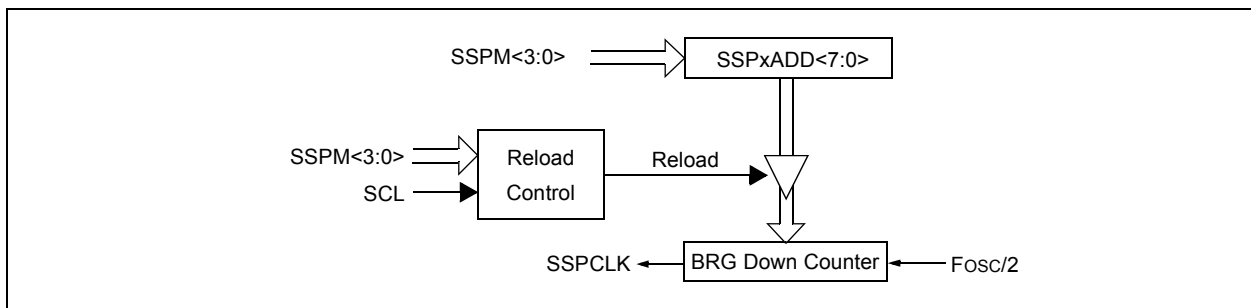 SSPM<3:0>
SSPxADD<7:0>
SSPM<3:0>
Reload
Control
Reload
SCL
SSPCLK
BRG Down Counter
FOSC/2